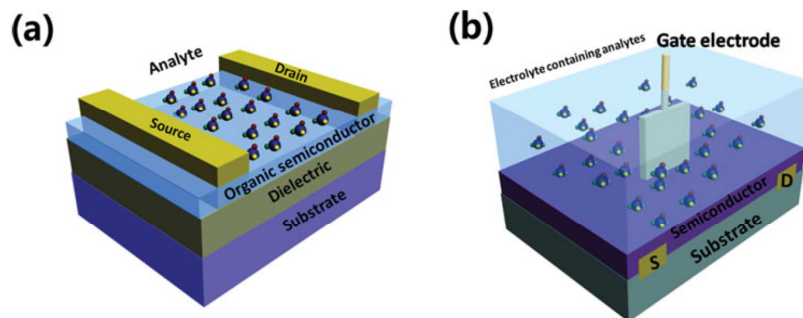 (a)
Analyte
Drain
Source
Organic semiconductor
Dielectric
Substrate
(b)
Electrolyte containing analytes
Gate electrode
D
Semiconductor
S
Substrate